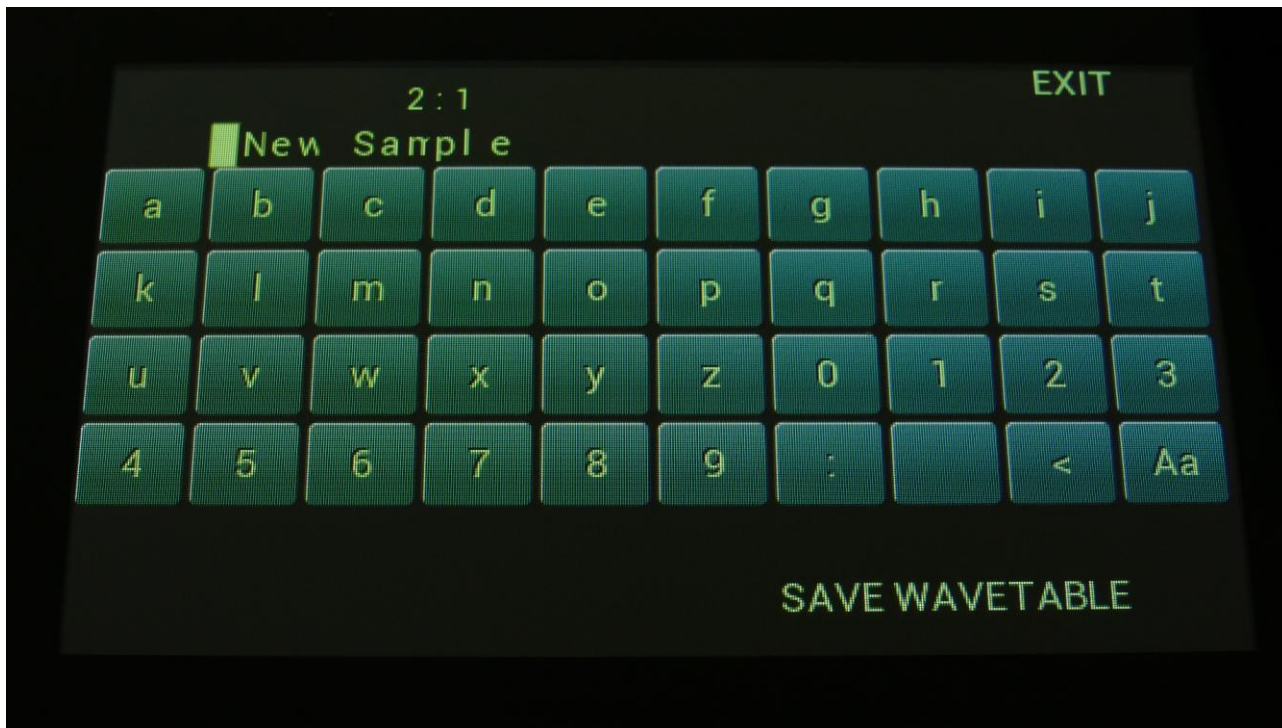 EXIT
2:1
New Sample
a b c d e f g h i j
k l m n o p q r s t
u v w x y z 0 1 2 3
4 5 6 7 8 9 : < Aa
SAVE WAVETABLE